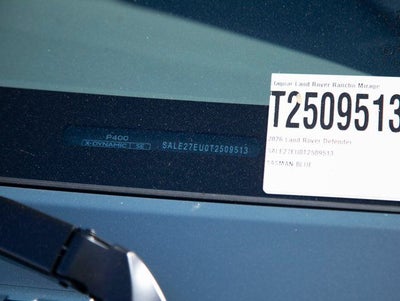 Jaguar Land Rover Rancho Mirage
T2509513
2026 Land Rover Defender
SALE27EU0T2509513
TASMAN BLUE
P400
X-DYNAMIC SE SALE27EU0T2509513